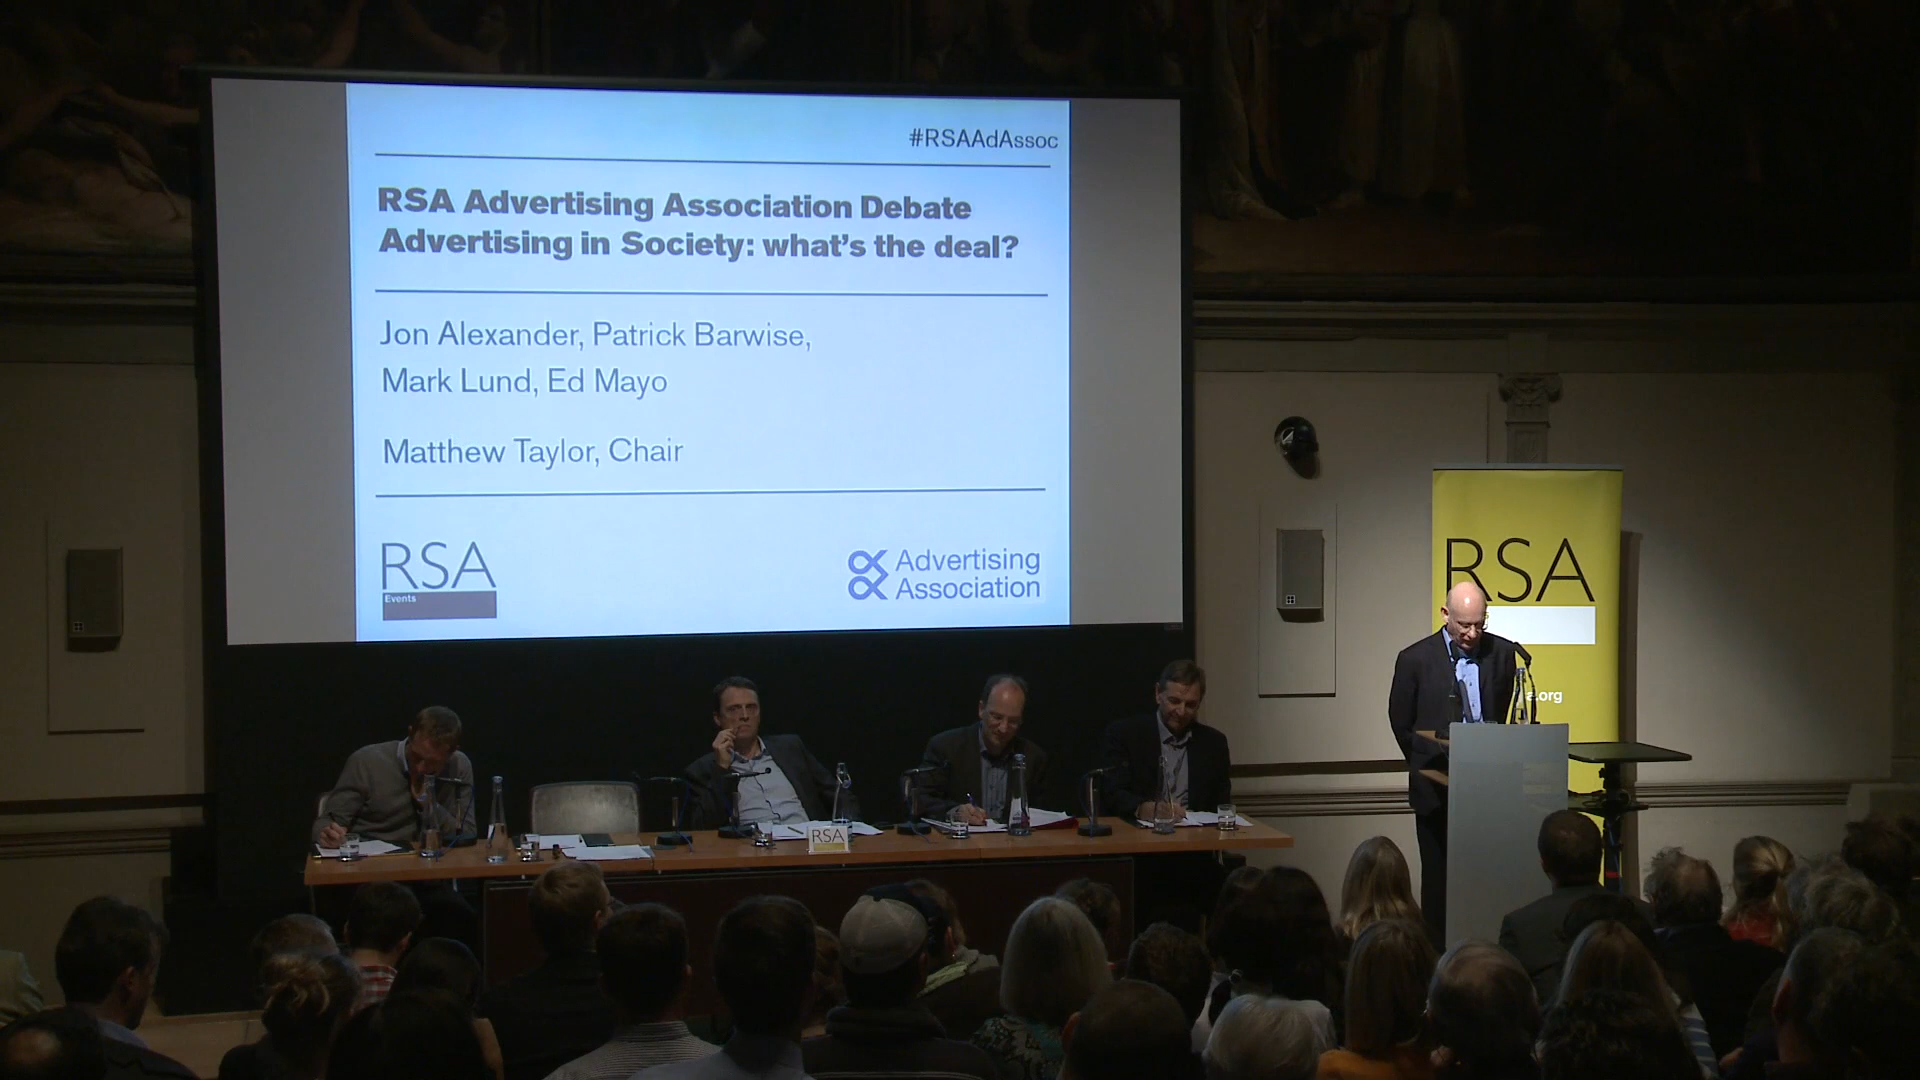 #RSAAdAssoc
RSA Advertising Association Debate
Advertising in Society: what's the deal?
Jon Alexander, Patrick Barwise,
Mark Lund, Ed Mayo
Matthew Taylor, Chair
RSA
Events
Advertising
Association
RSA
.org
RSA